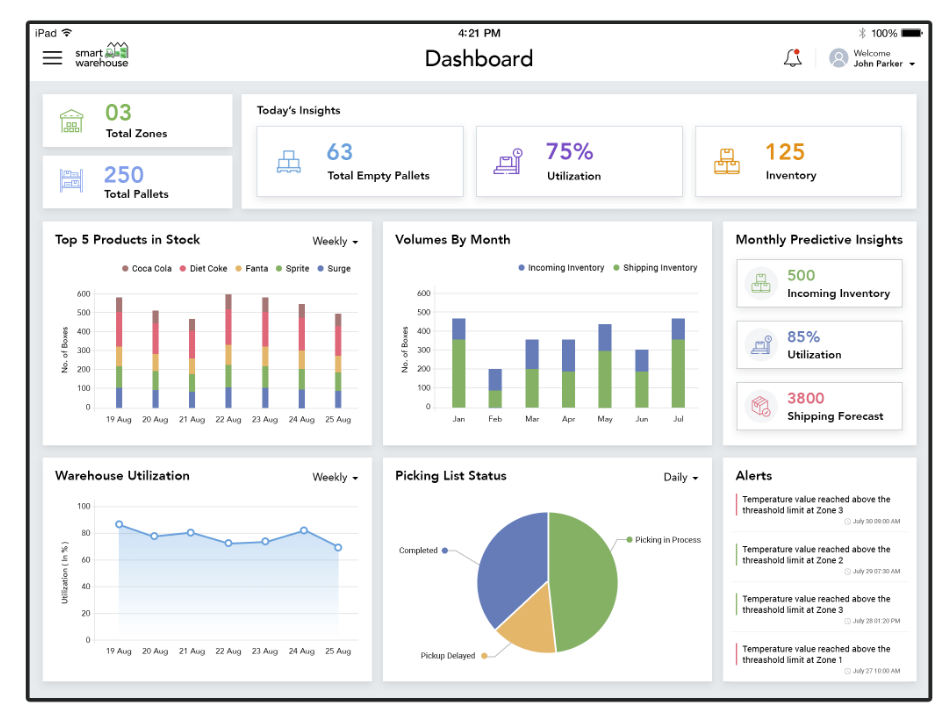 iPad 4:21 PM 100%
smart
warehouse
Dashboard
Welcome
John Parker
03
Total Zones
250
Total Pallets
Today's Insights
63
Total Empty Pallets
75%
Utilization
125
Inventory
Top 5 Products in Stock
Weekly
Coca Cola Diet Coke Fanta Sprite Surge
No. of Boxes
600
500
400
300
200
100
0
19 Aug 20 Aug 21 Aug 22 Aug 23 Aug 24 Aug 25 Aug
Volumes By Month
Incoming Inventory Shipping Inventory
No. of Boxes
600
500
400
300
200
100
0
Jan Feb Mar Apr May Jun Jul
Monthly Predictive Insights
500
Incoming Inventory
85%
Utilization
3800
Shipping Forecast
Warehouse Utilization
Weekly
Utilization ( In % )
100
80
60
40
20
0
19 Aug 20 Aug 21 Aug 22 Aug 23 Aug 24 Aug 25 Aug
Picking List Status
Daily
Completed
Picking in Process
Pickup Delayed
Alerts
Temperature value reached above the
threashold limit at Zone 3
July 30 09:00 AM
Temperature value reached above the
threashold limit at Zone 2
July 29 07:30 AM
Temperature value reached above the
threashold limit at Zone 3
July 28 01:20 PM
Temperature value reached above the
threashold limit at Zone 1
July 27 10:00 AM